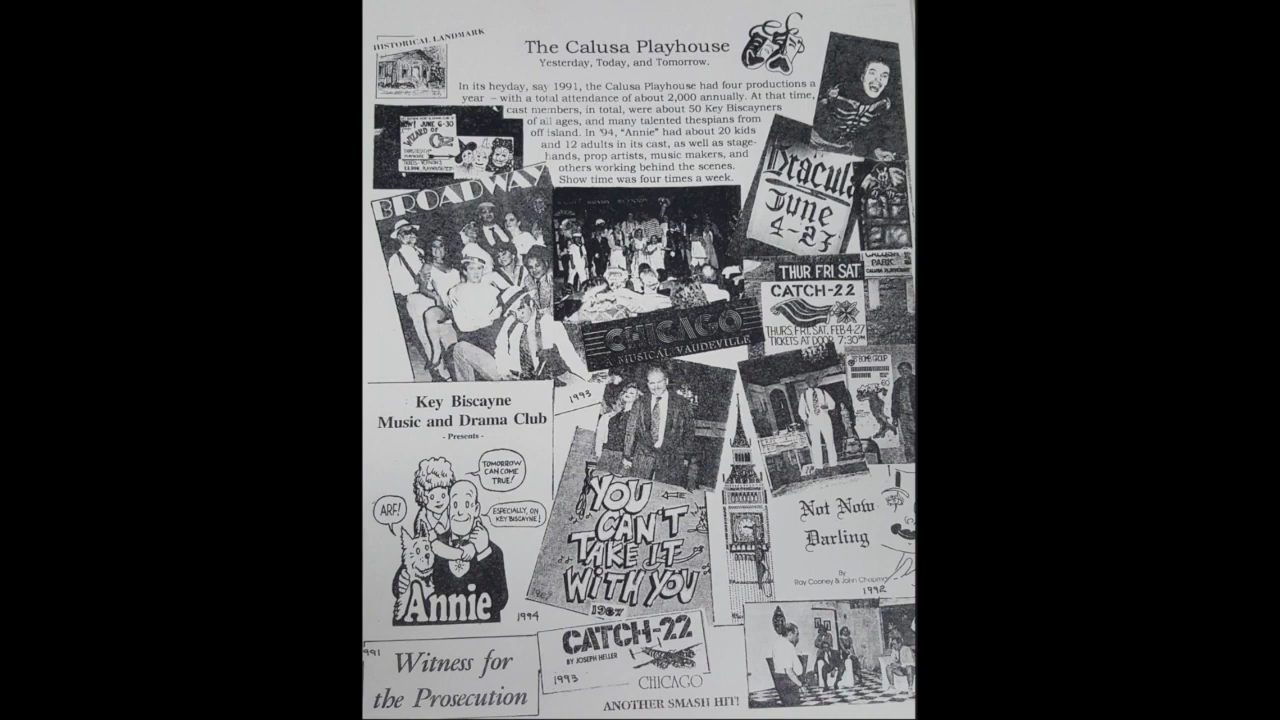 HISTORICAL LANDMARK
The Calusa Playhouse
Yesterday, Today, and Tomorrow.
In its heyday, say 1991, the Calusa Playhouse had four productions a
year — with a total attendance of about 2,000 annually. At that time,
cast members, in total, were about 50 Key Biscayners
of all ages, and many talented thespians from
off island. In '94, "Annie" had about 20 kids
and 12 adults in its cast, as well as stage-
hands, prop artists, music makers, and
others working behind the scenes.
Show time was four times a week.
JUNE 6-30
WIZARD OF
OZ
BROADWAY
Dracula
June
4-23
CHICAGO
A MUSICAL VAUDEVILLE
1993
THUR FRI SAT
CATCH-22
THURS, FRI, SAT, FEB 4-27
TICKETS AT DOOR 7:30PM
PARK
CALUSA PLAYHOUSE
BOMB GROUP
60
Key Biscayne
Music and Drama Club
- Presents -
TOMORROW
CAN COME
TRUE!
ARF!
ESPECIALLY, ON
KEY BISCAYNE!
Annie
1994
YOU
CAN'T
TAKE IT
WITH YOU
1987
Not Now
Darling
By
Ray Cooney & John Chapma
1992
991
Witness for
the Prosecution
CATCH-22
BY JOSEPH HELLER
1993
CHICAGO
ANOTHER SMASH HIT!